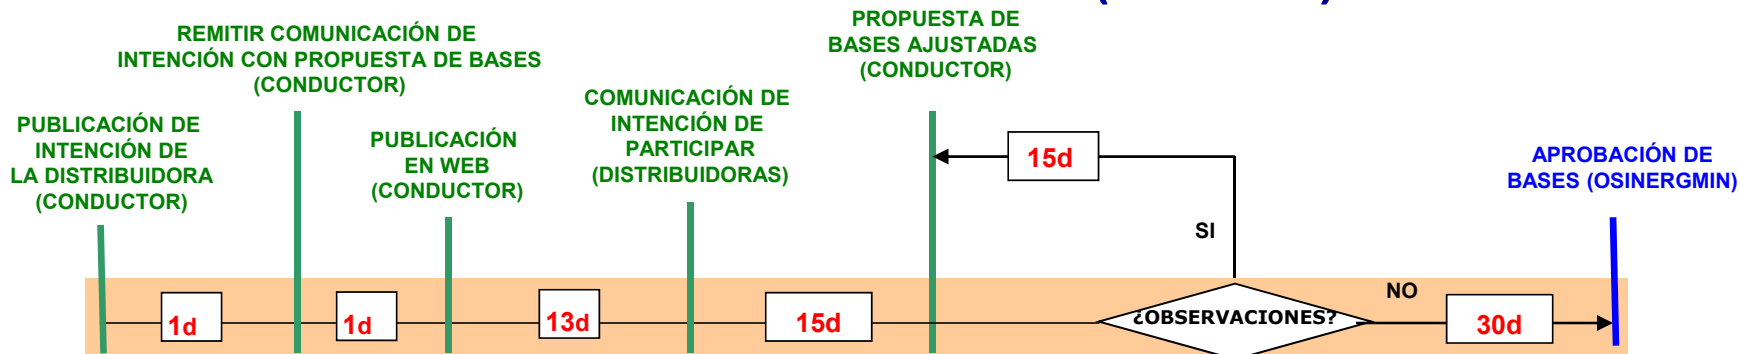 REMITIR COMUNICACIÓN DE
INTENCIÓN CON PROPUESTA DE BASES
(CONDUCTOR)
PROPUESTA DE
BASES AJUSTADAS
(CONDUCTOR)
PUBLICACIÓN DE
INTENCIÓN DE
LA DISTRIBUIDORA
(CONDUCTOR)
PUBLICACIÓN
EN WEB
(CONDUCTOR)
COMUNICACIÓN DE
INTENCIÓN DE
PARTICIPAR
(DISTRIBUIDORAS)
15d
APROBACIÓN DE
BASES (OSINERGMIN)
SI
1d
1d
13d
15d
¿OBSERVACIONES?
NO
30d